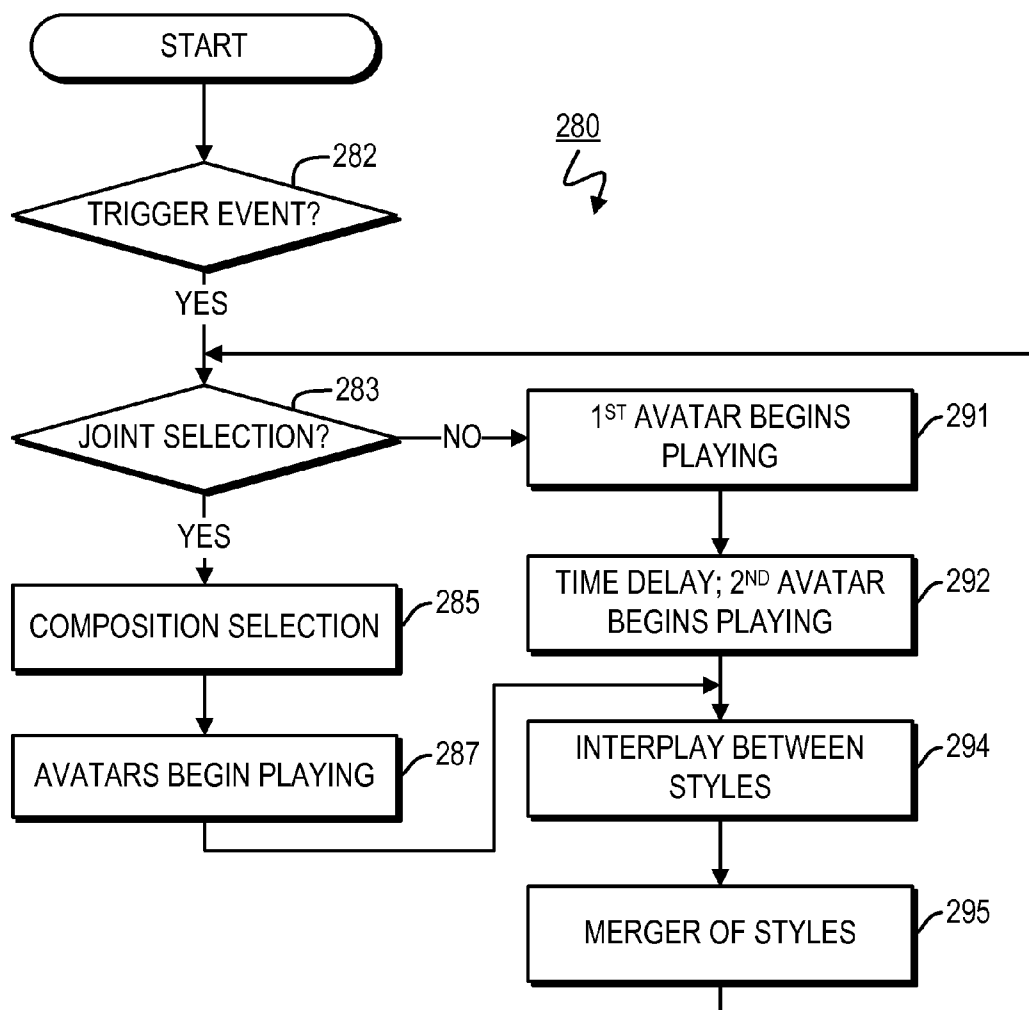 START
280
282
TRIGGER EVENT?
YES
283
JOINT SELECTION?
NO
1ST AVATAR BEGINS
PLAYING
291
YES
TIME DELAY; 2ND AVATAR
BEGINS PLAYING
292
COMPOSITION SELECTION
285
AVATARS BEGIN PLAYING
287
INTERPLAY BETWEEN
STYLES
294
MERGER OF STYLES
295